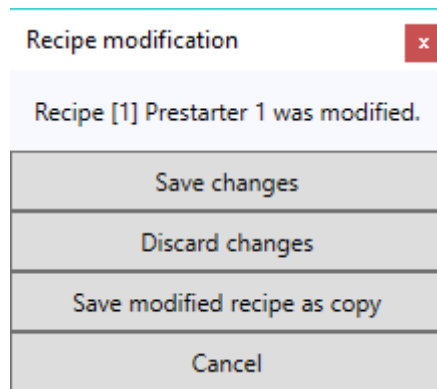 Recipe modification
x
Recipe [1] Prestarter 1 was modified.
Save changes
Discard changes
Save modified recipe as copy
Cancel